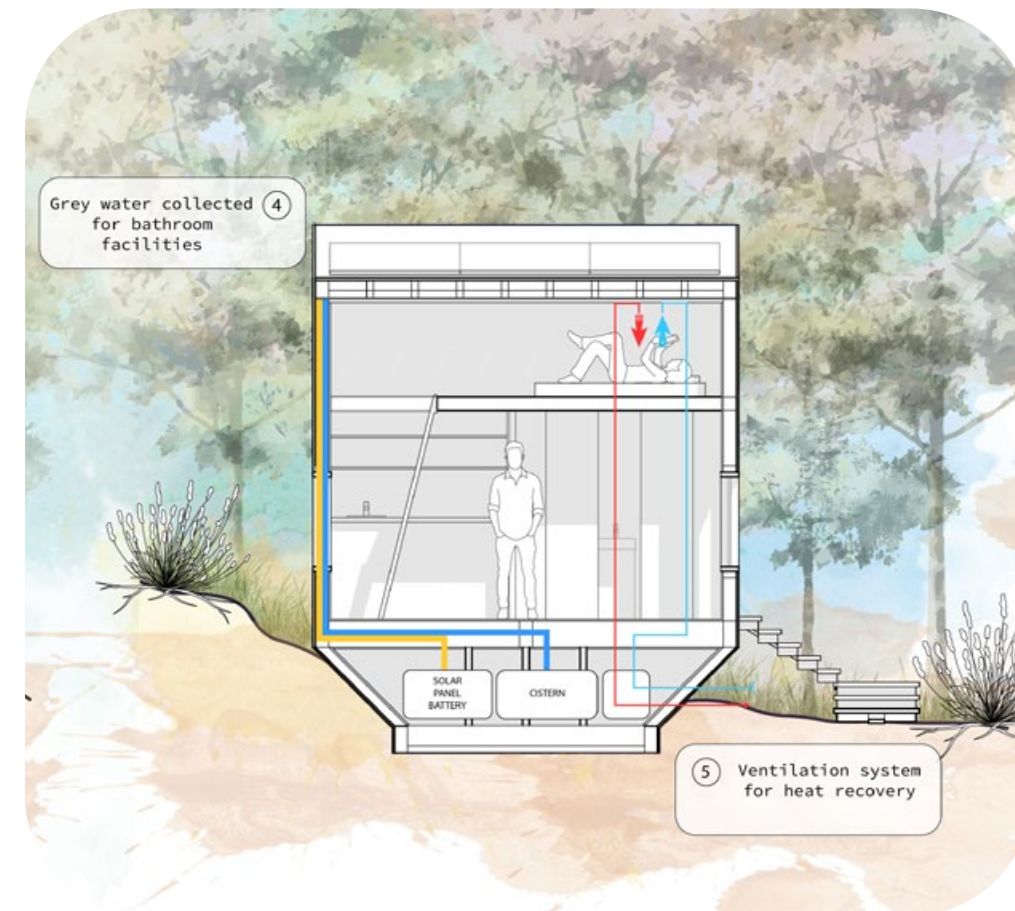 Grey water collected 4
for bathroom
facilities
SOLAR
PANEL
BATTERY
CISTERN
5 Ventilation system
for heat recovery